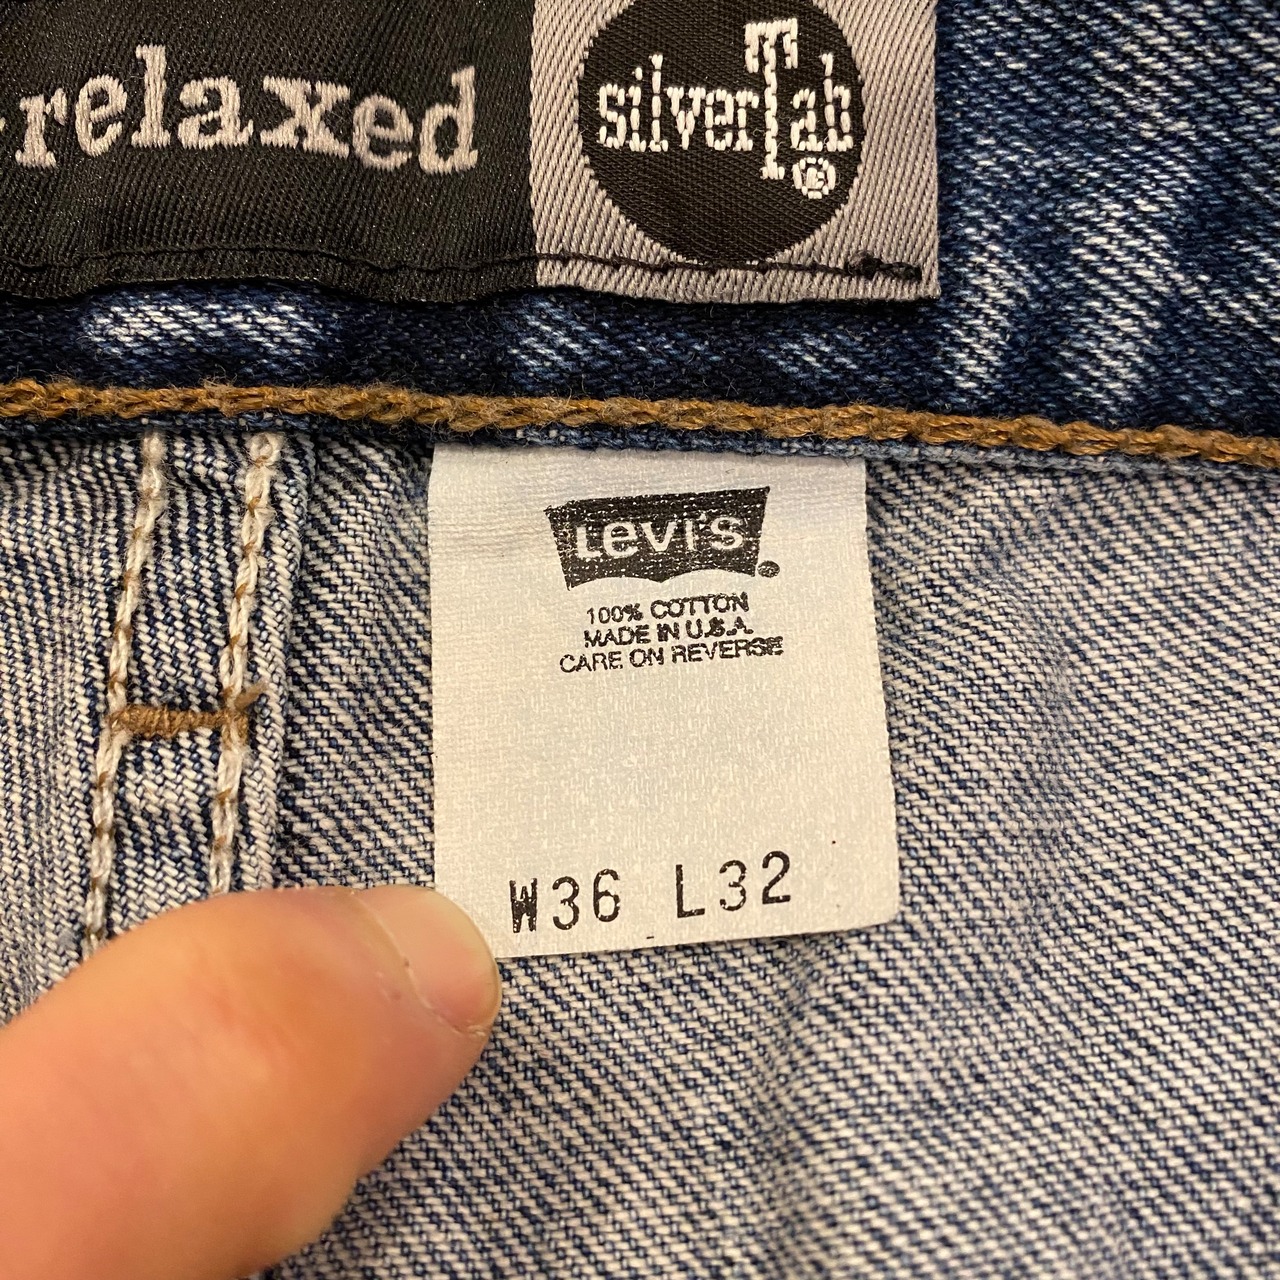 relaxed
silverTab®
Levi's
100% COTTON
MADE IN U.S.A.
CARE ON REVERSE
W36 L32